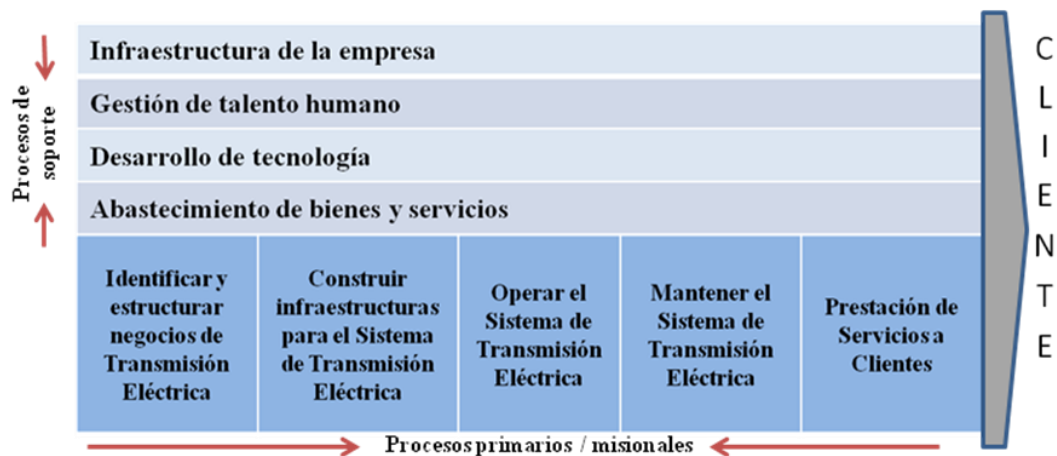 Procesos de
soporte
Infraestructura de la empresa
Gestión de talento humano
Desarrollo de tecnología
Abastecimiento de bienes y servicios
Identificar y
estructurar
negocios de
Transmisión
Eléctrica
Construir
infraestructuras
para el Sistema
de Transmisión
Eléctrica
Operar el
Sistema de
Transmisión
Eléctrica
Mantener el
Sistema de
Transmisión
Eléctrica
Prestación de
Servicios a
Clientes
Procesos primarios / misionales
C
L
I
E
N
T
E